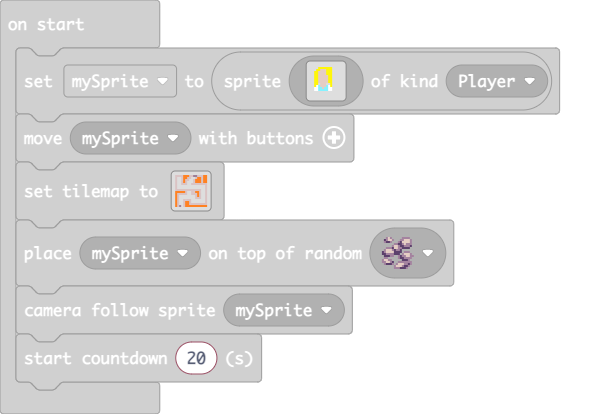 on start
set mySprite to sprite of kind Player
move mySprite with buttons
set tilemap to
place mySprite on top of random
camera follow sprite mySprite
start countdown 20 (s)